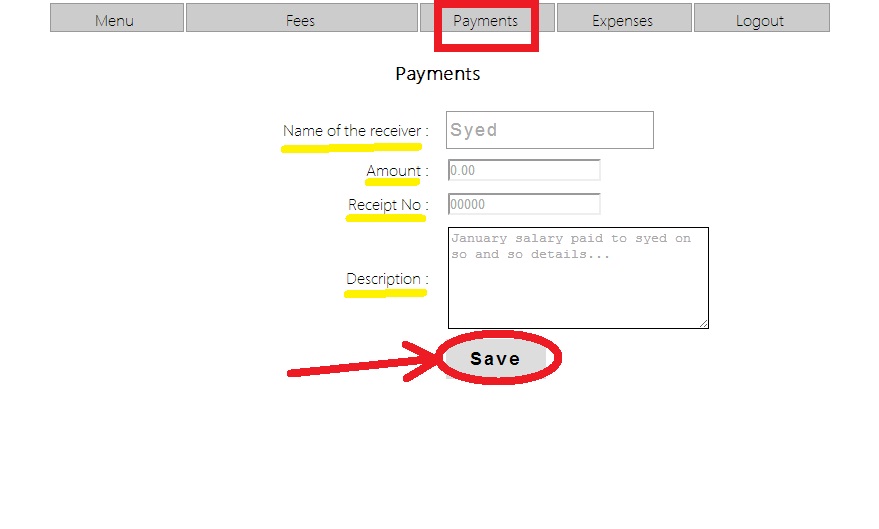 Menu Fees Payments Expenses Logout
Payments
Name of the receiver : Syed
Amount : 0.00
Receipt No : 00000
January salary paid to syed on
so and so details...
Description :
Save